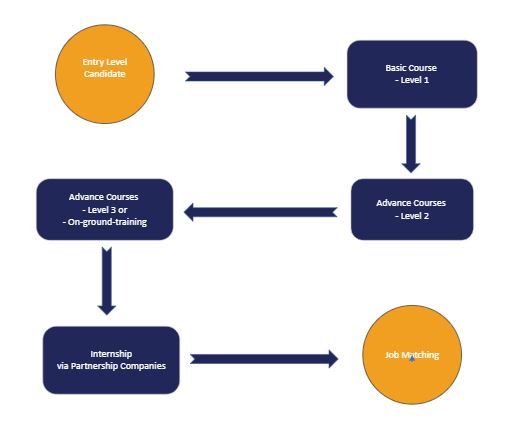 Entry Level
Candidate
Basic Course
- Level 1
Advance Courses
- Level 2
Advance Courses
- Level 3 or
- On-ground-training
Internship
via Partnership Companies
Job Matching